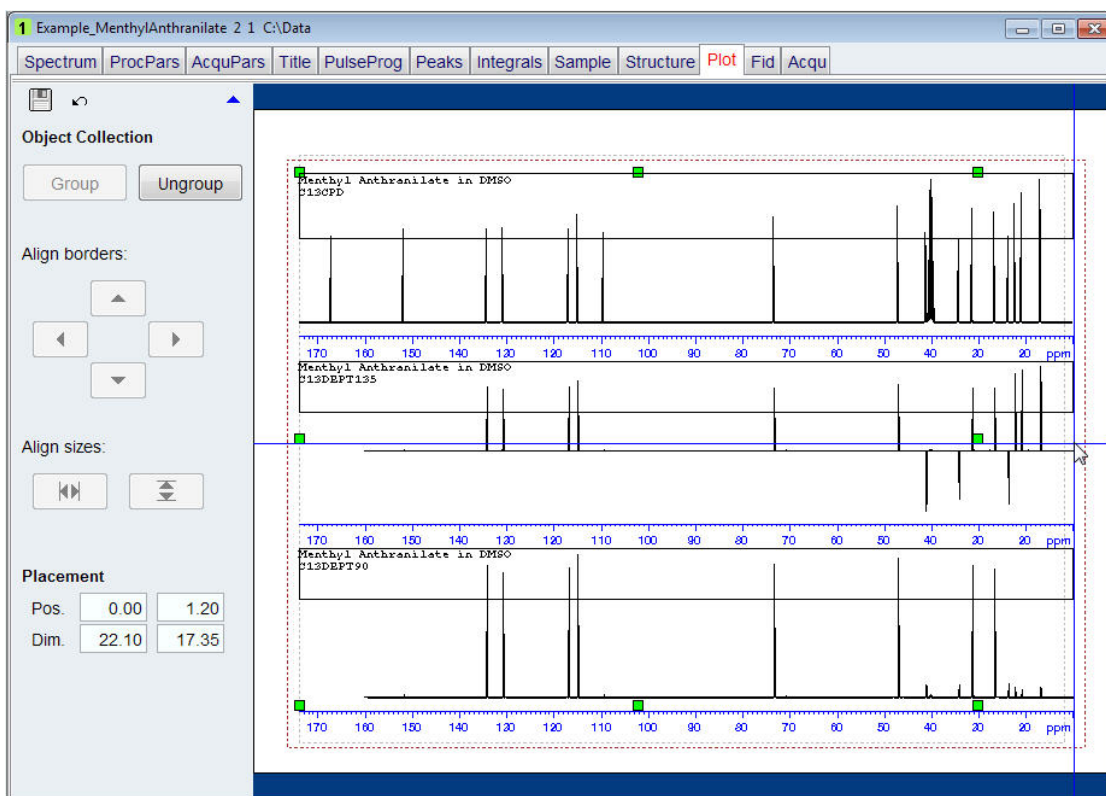 1 Example_MenthylAnthranilate 2 1 C:\Data
Spectrum ProcPars AcquPars Title PulseProg Peaks Integrals Sample Structure Plot Fid Acqu
Object Collection
Group Ungroup
Align borders:
Align sizes:
Placement
Pos. 0.00 1.20
Dim. 22.10 17.35
Menthyl Anthranilate in DMSO
C13CPD
170 160 150 140 130 120 110 100 90 80 70 60 50 40 30 20 ppm
Menthyl Anthranilate in DMSO
C13DEPT135
170 160 150 140 130 120 110 100 90 80 70 60 50 40 30 20 ppm
Menthyl Anthranilate in DMSO
C13DEPT90
170 160 150 140 130 120 110 100 90 80 70 60 50 40 30 20 ppm